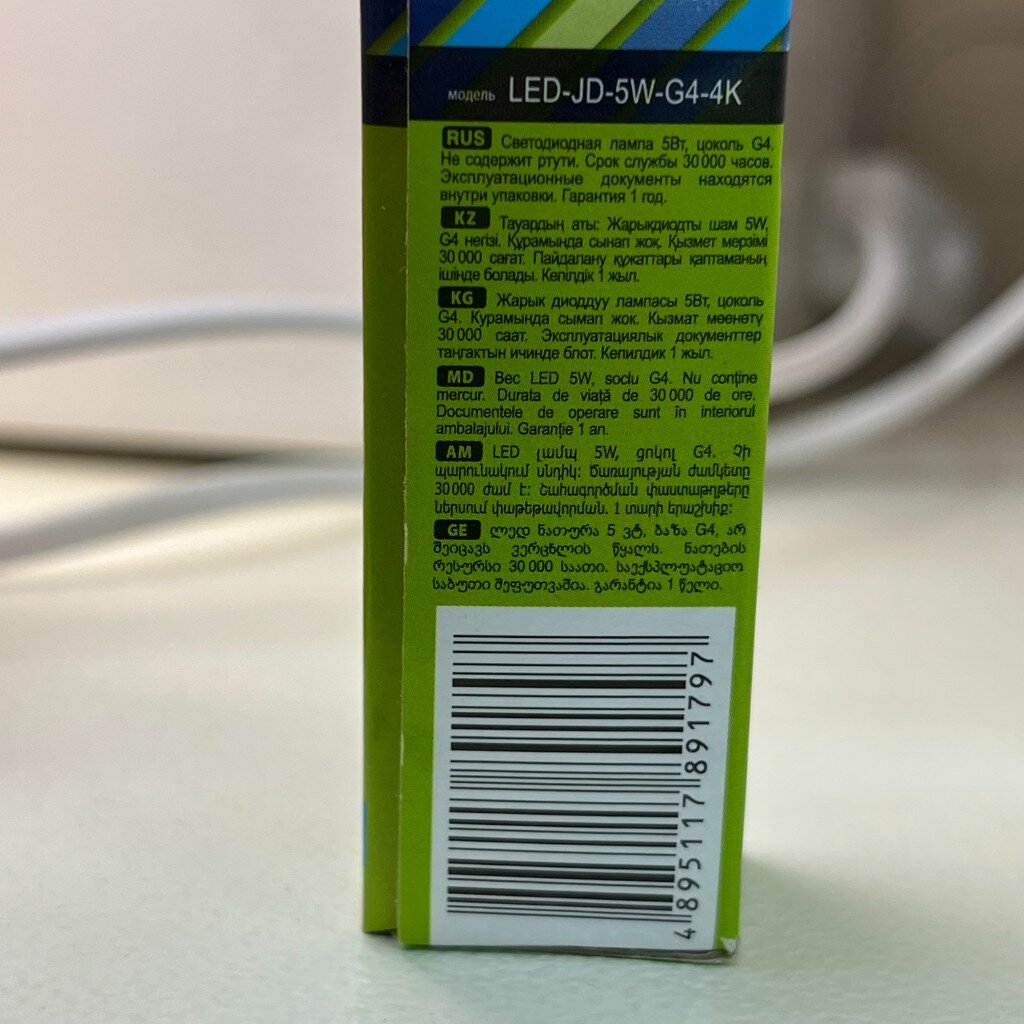 модель LED-JD-5W-G4-4K
RUS Светодиодная лампа 5Вт, цоколь G4.
Не содержит ртути. Срок службы 30 000 часов.
Эксплуатационные документы находятся
внутри упаковки. Гарантия 1 год.
KZ Тауардың аты: Жарықдиодты шам 5W,
G4 негізі. Құрамында сынап жоқ. Қызмет мерзімі
30 000 сағат. Пайдалану құжаттары қаптаманың
ішінде болады. Кепілдік 1 жыл.
KG Жарык диоддуу лампасы 5Вт, цоколь
G4. Курамында сымап жок. Кызмат мөөнөтү
30 000 саат. Эксплуатациялык документтер
таңгактын ичинде блот. Кепилдик 1 жыл.
MD Bec LED 5W, soclu G4. Nu conține
mercur. Durata de viață de 30 000 de ore.
Documentele de operare sunt în interiorul
ambalajului. Garanție 1 an.
AM LED լամպ 5W, ցոկոլ G4. Չի
պարունակում սնդիկ: Ծառայության ժամկետը
30 000 ժամ է: Շահագործման փաստաթղթերը
ներսում փաթեթավորման. 1 տարի երաշխիք:
GE ლედ ნათურა 5 ვტ, ბაზა G4, არ
შეიცავს ვერცხლის წყალს. ნათების
რესურსი 30 000 საათი. საექსპლუატაციო
საბუთი შეფუთვაშია. გარანტია 1 წელი.
4 895117 891797